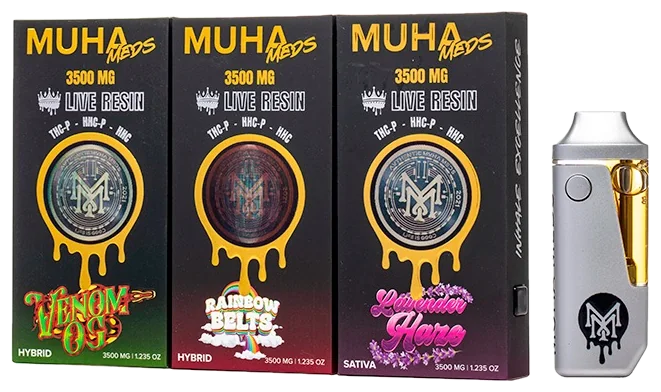 MUHA
MEDS
3500 MG
LIVE RESIN
THC-P - HHC-P - HHC
2021
VENOM
OG
HYBRID
3500 MG | 1.235 OZ
MUHA
MEDS
3500 MG
LIVE RESIN
THC-P - HHC-P - HHC
RAINBOW
BELTS
HYBRID
3500 MG | 1.235 OZ
MUHA
MEDS
3500 MG
LIVE RESIN
THC-P - HHC-P - HHC
2021
Lavender
Haze
SATIVA
3500 MG | 1.235 OZ
INHALE EXCELLENCE